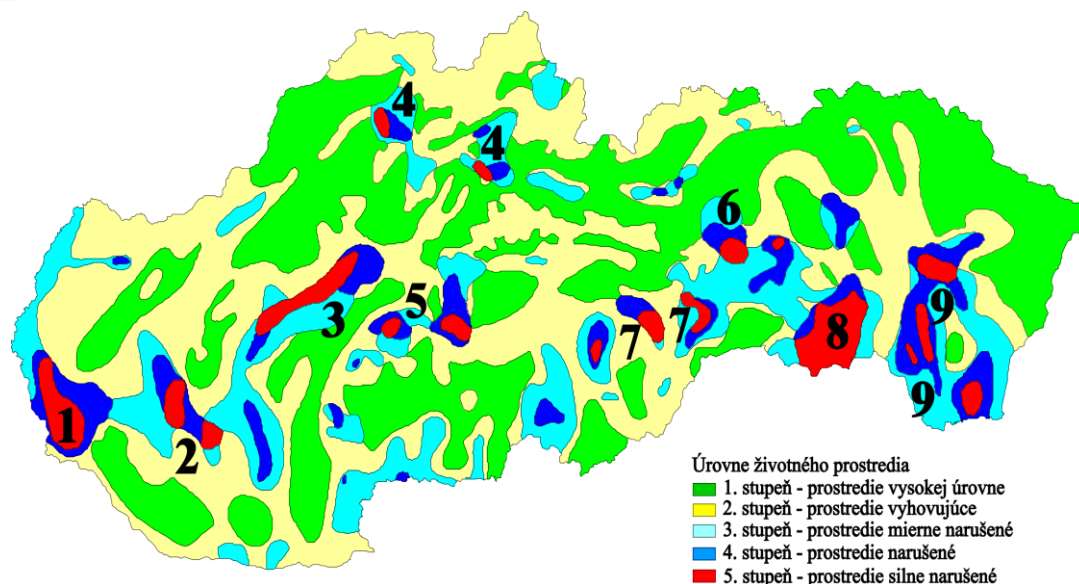 4
4
6
3
5
7
7
8
9
1
2
9
Úrovne životného prostredia
1. stupeň - prostredie vysokej úrovne
2. stupeň - prostredie vyhovujúce
3. stupeň - prostredie mierne narušené
4. stupeň - prostredie narušené
5. stupeň - prostredie silne narušené